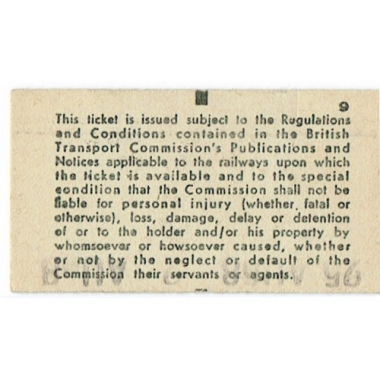 9
This ticket is issued subject to the Regulations
and Conditions contained in the British
Transport Commission's Publications and
Notices applicable to the railways upon which
the ticket is available and to the special
condition that the Commission shall not be
liable for personal injury (whether fatal or
otherwise), loss, damage, delay or detention
of or to the holder and/or his property by
whomsoever or howsoever caused, whether
or not by the neglect or default of the
Commission their servants or agents.